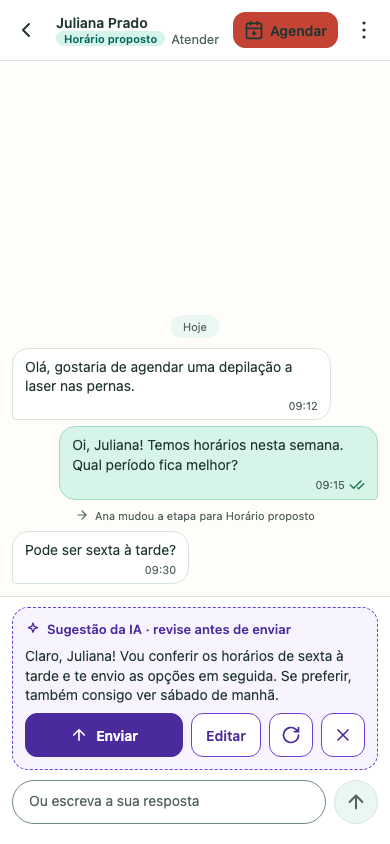 Juliana Prado
Horário proposto Atender
Agendar
Hoje
Olá, gostaria de agendar uma depilação a
laser nas pernas.
09:12
Oi, Juliana! Temos horários nesta semana.
Qual período fica melhor?
09:15
Ana mudou a etapa para Horário proposto
Pode ser sexta à tarde?
09:30
Sugestão da IA · revise antes de enviar
Claro, Juliana! Vou conferir os horários de sexta à
tarde e te envio as opções em seguida. Se preferir,
também consigo ver sábado de manhã.
Enviar
Editar
Ou escreva a sua resposta